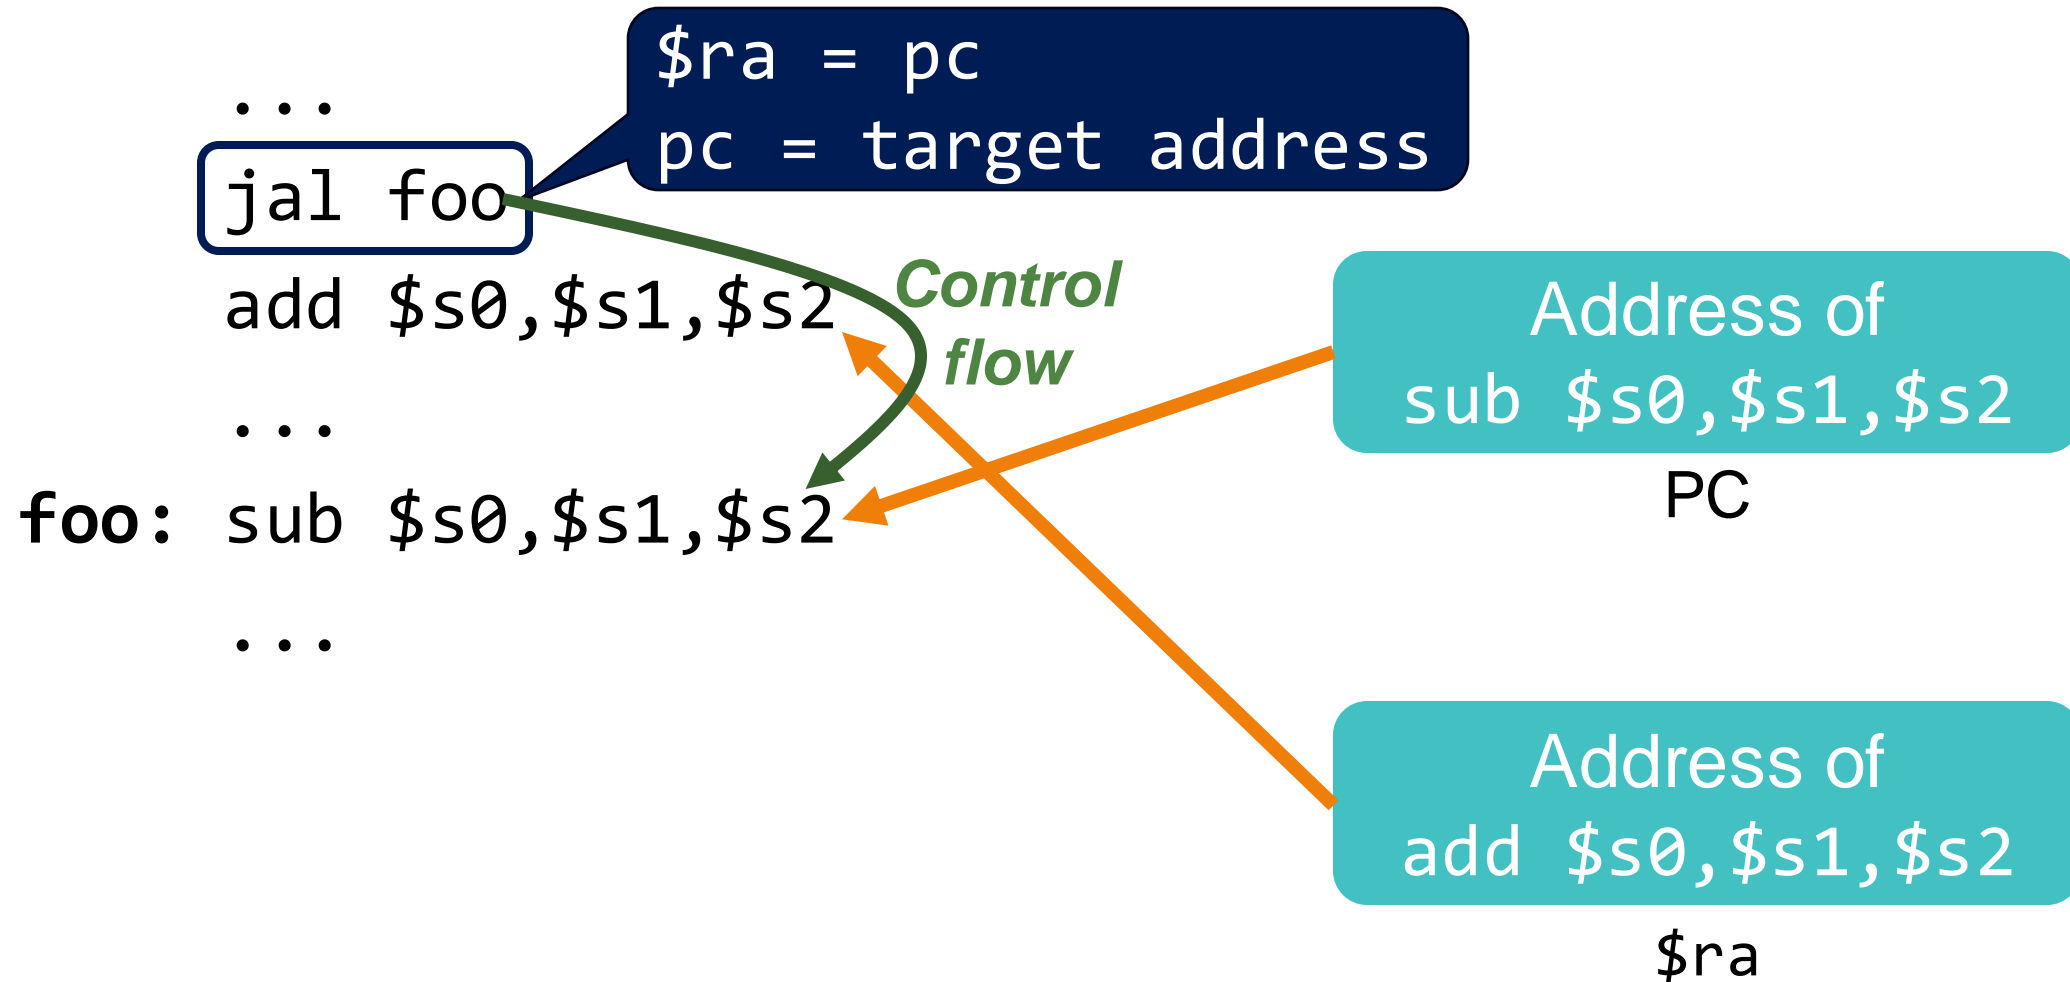 $ra = pc
pc = target address
...
jal foo
add $s0,$s1,$s2
...
foo: sub $s0,$s1,$s2
...
Control
flow
Address of
sub $s0,$s1,$s2
PC
Address of
add $s0,$s1,$s2
$ra